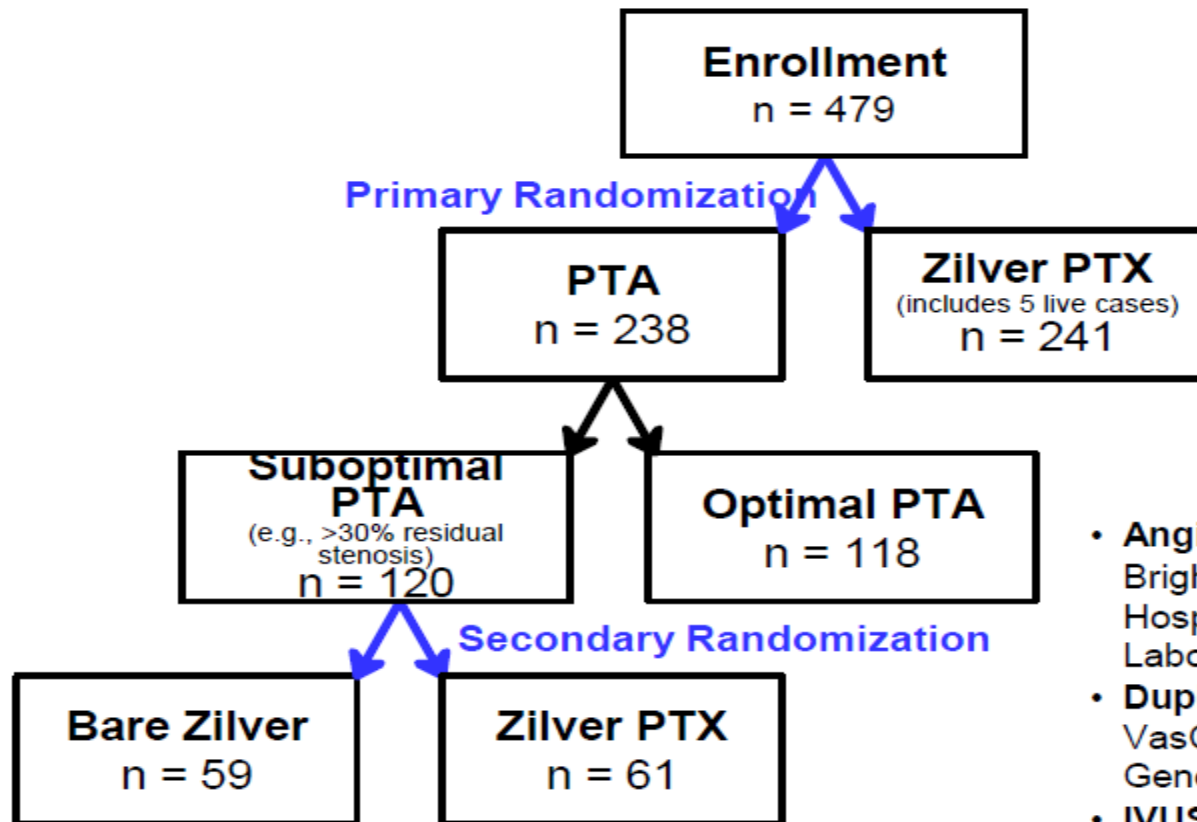 Enrollment
n = 479
Primary Randomization
PTA
n = 238
Zilver PTX
(includes 5 live cases)
n = 241
Suboptimal
PTA
(e.g., >30% residual
stenosis)
n = 120
Optimal PTA
n = 118
Secondary Randomization
Bare Zilver
n = 59
Zilver PTX
n = 61
•
•
• IVUS